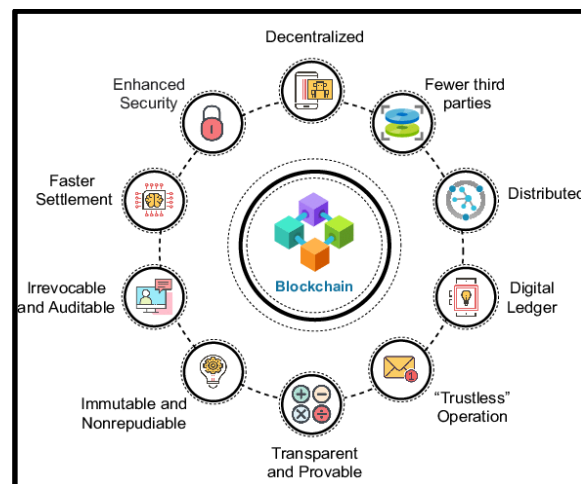 Decentralized
Enhanced
Security
Fewer third
parties
Faster
Settlement
Distributed
Blockchain
Irrevocable
and Auditable
Digital
Ledger
Immutable and
Nonrepudiable
"Trustless"
Operation
Transparent
and Provable
1